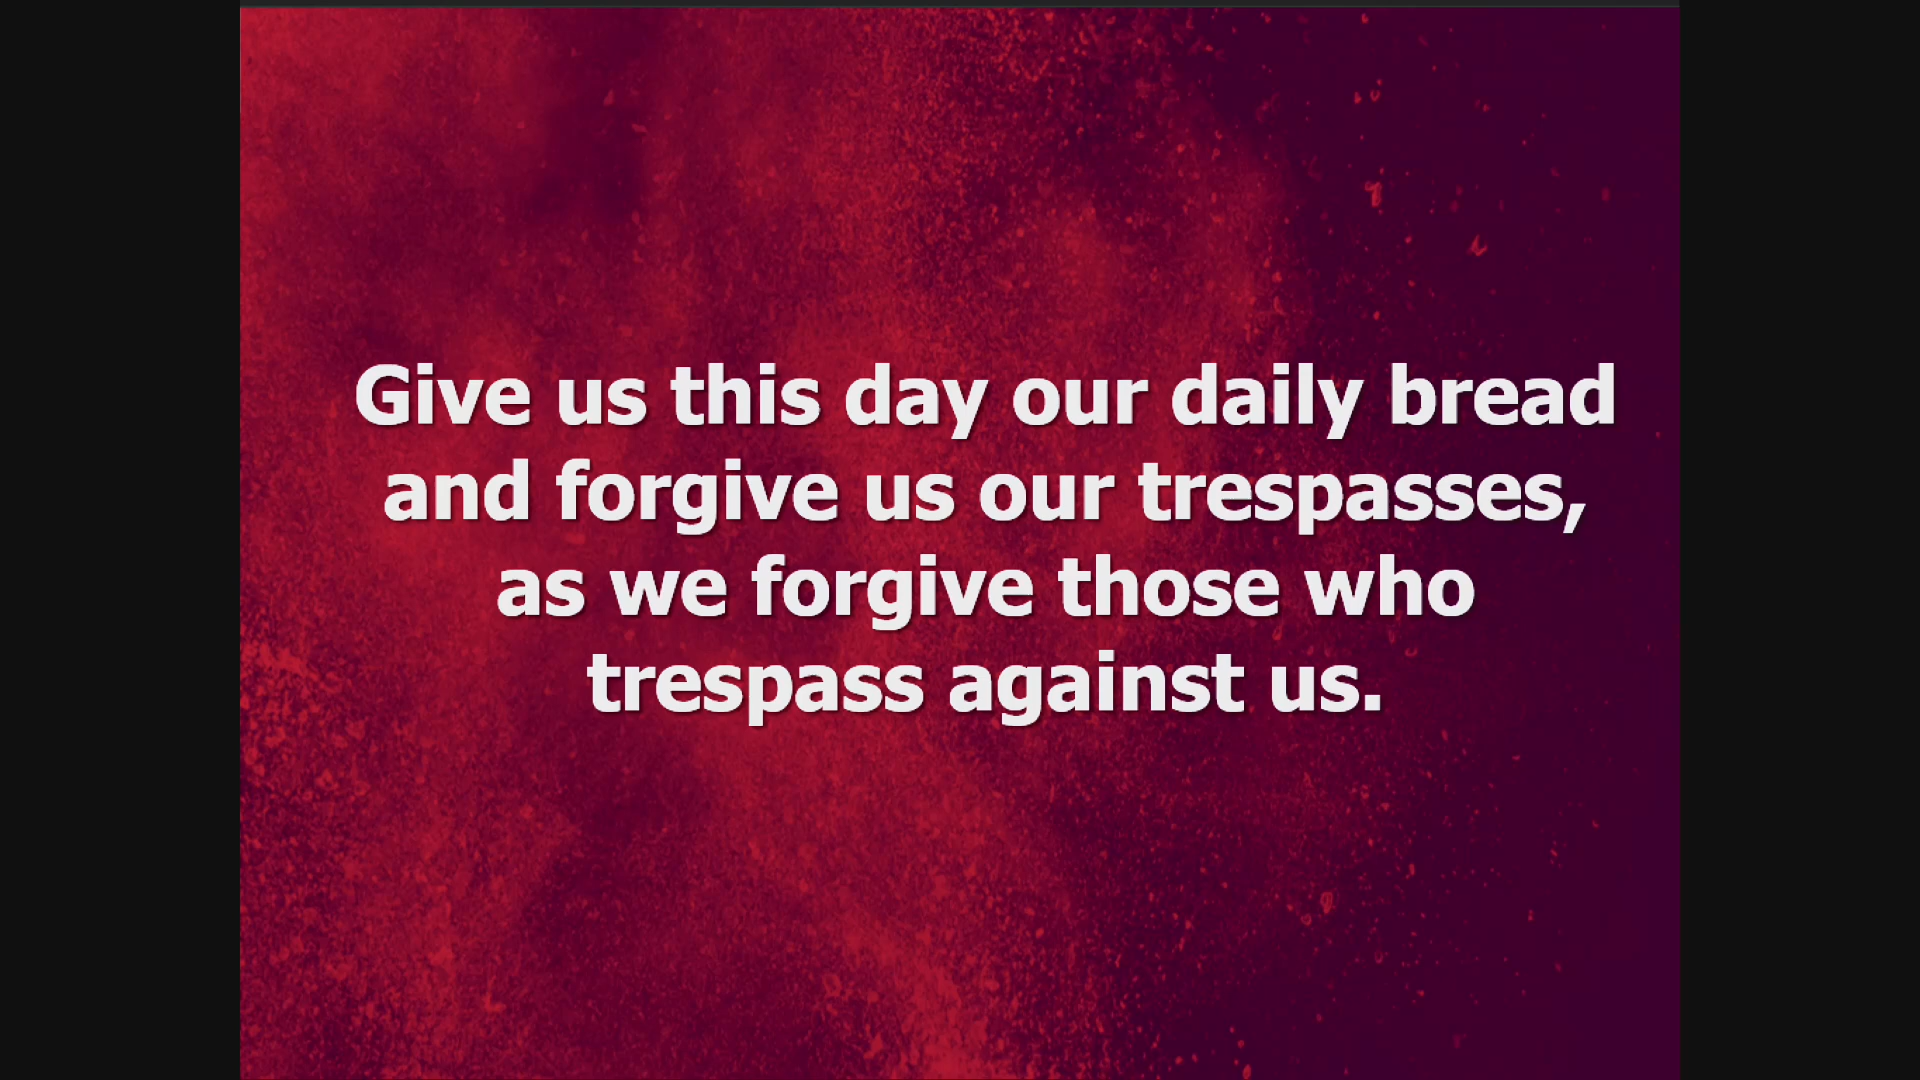 Give us this day our daily bread
and forgive us our trespasses,
as we forgive those who
trespass against us.